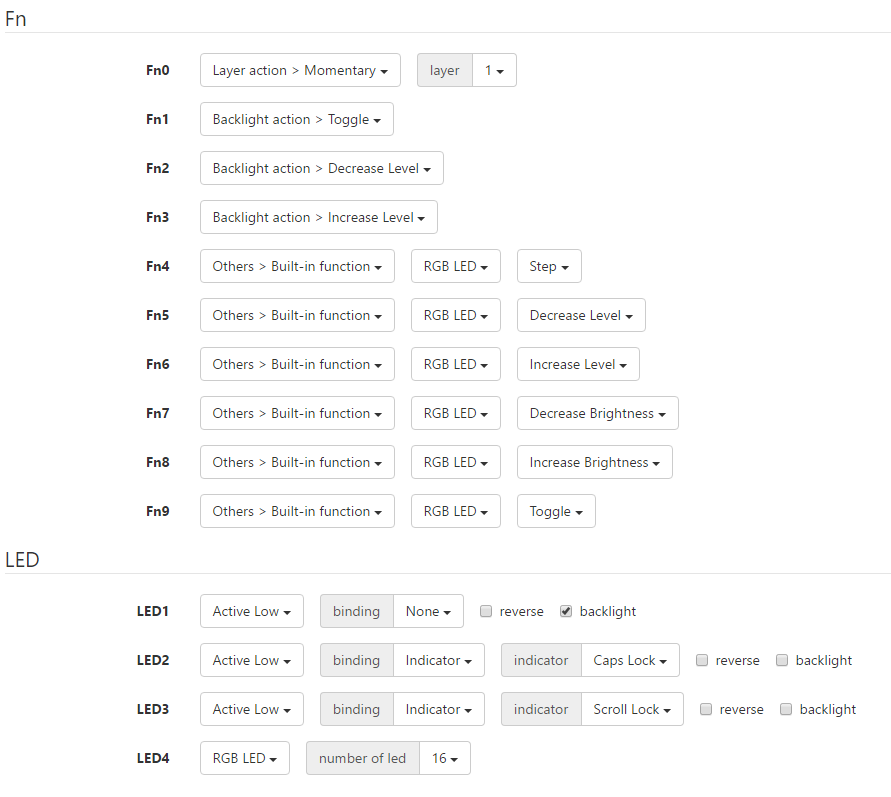 Fn
Fn0 Layer action > Momentary layer 1
Fn1 Backlight action > Toggle
Fn2 Backlight action > Decrease Level
Fn3 Backlight action > Increase Level
Fn4 Others > Built-in function RGB LED Step
Fn5 Others > Built-in function RGB LED Decrease Level
Fn6 Others > Built-in function RGB LED Increase Level
Fn7 Others > Built-in function RGB LED Decrease Brightness
Fn8 Others > Built-in function RGB LED Increase Brightness
Fn9 Others > Built-in function RGB LED Toggle
LED
LED1 Active Low binding None reverse backlight
LED2 Active Low binding Indicator indicator Caps Lock reverse backlight
LED3 Active Low binding Indicator indicator Scroll Lock reverse backlight
LED4 RGB LED number of led 16